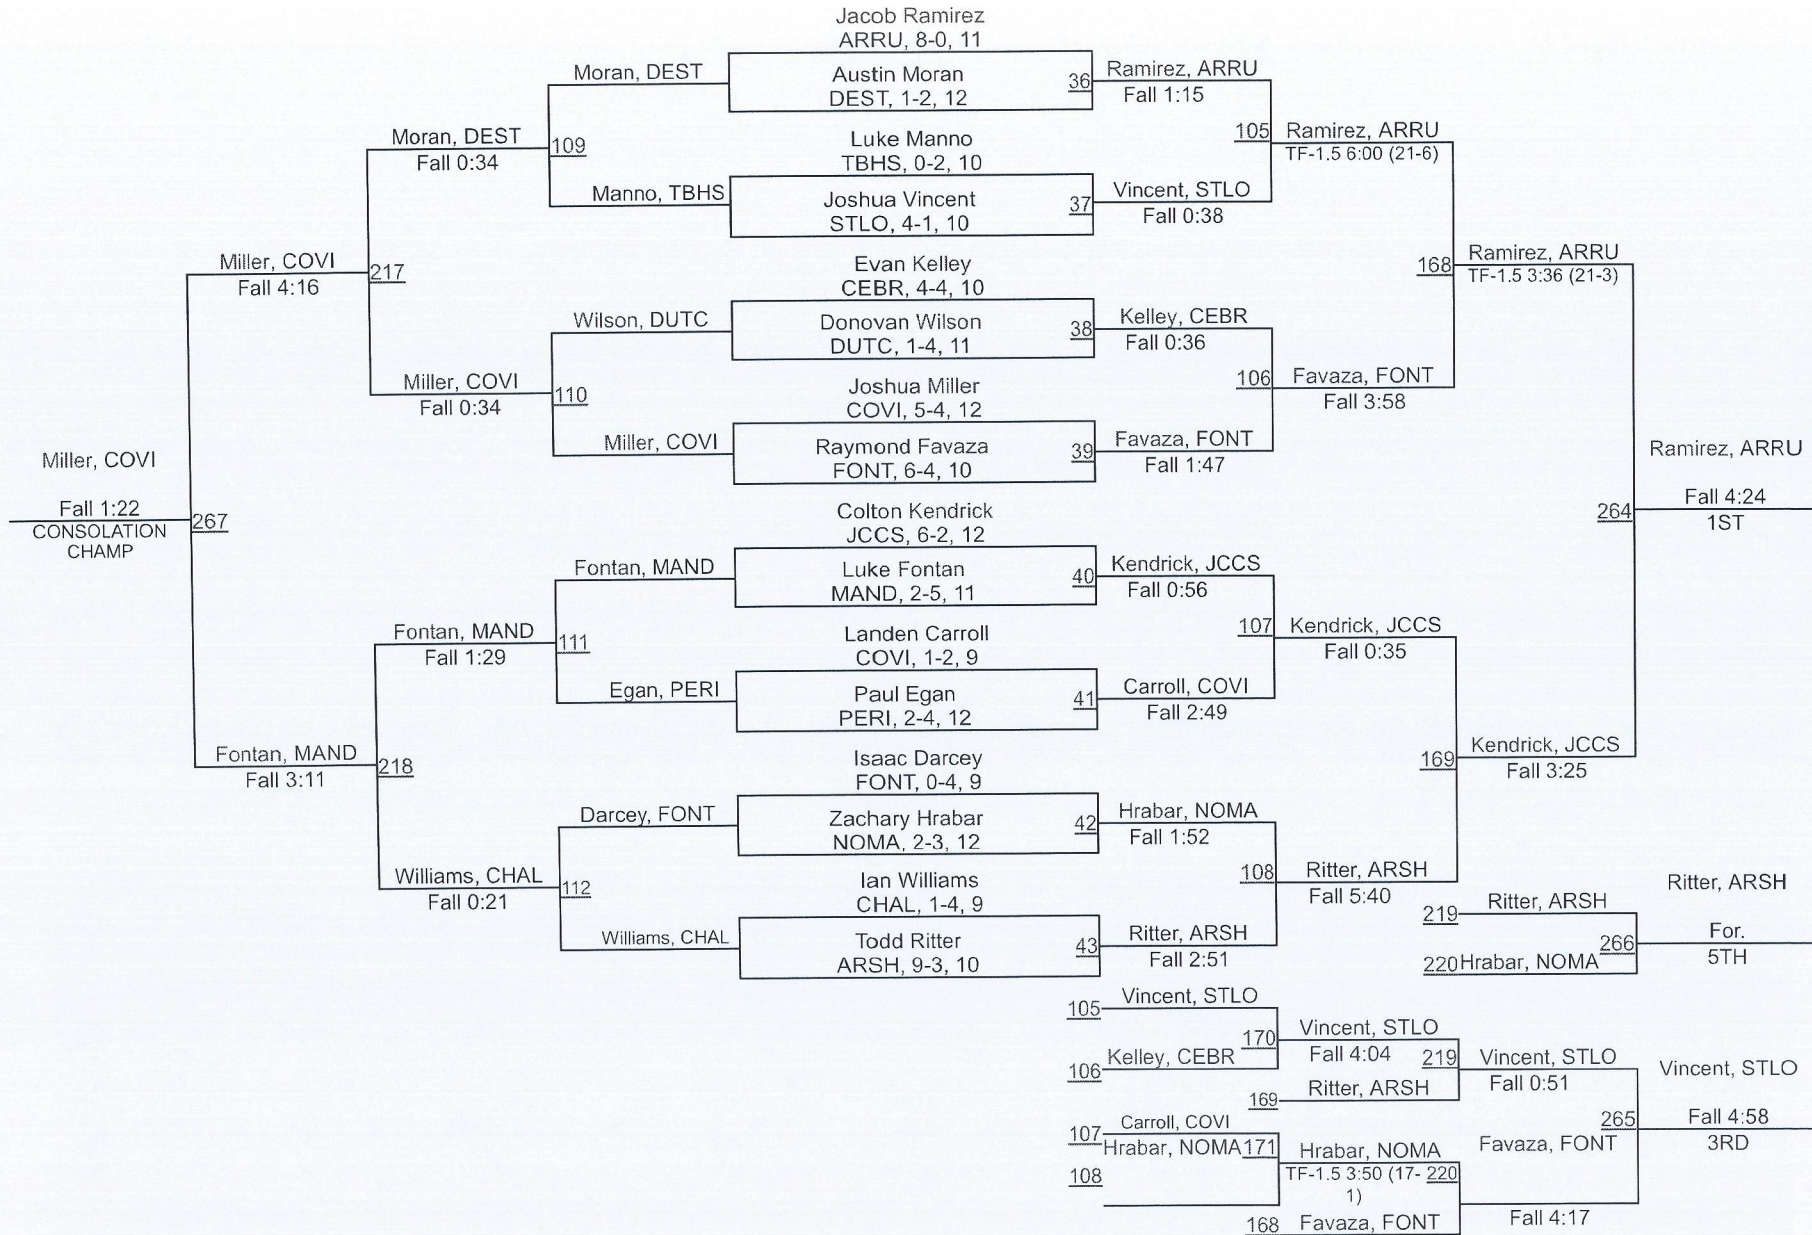 Jacob Ramirez
ARRU, 8-0, 11
Moran, DEST
Austin Moran
DEST, 1-2, 12
36
Ramirez, ARRU
Fall 1:15
Moran, DEST
Fall 0:34
109
Luke Manno
TBHS, 0-2, 10
105
Ramirez, ARRU
TF-1.5 6:00 (21-6)
Manno, TBHS
Joshua Vincent
STLO, 4-1, 10
37
Vincent, STLO
Fall 0:38
Miller, COVI
Fall 4:16
217
Evan Kelley
CEBR, 4-4, 10
168
Ramirez, ARRU
TF-1.5 3:36 (21-3)
Wilson, DUTC
Donovan Wilson
DUTC, 1-4, 11
38
Kelley, CEBR
Fall 0:36
Miller, COVI
Fall 0:34
110
Joshua Miller
COVI, 5-4, 12
106
Favaza, FONT
Fall 3:58
Miller, COVI
Raymond Favaza
FONT, 6-4, 10
39
Favaza, FONT
Fall 1:47
Miller, COVI
Fall 1:22
CONSOLATION
CHAMP
267
Colton Kendrick
JCCS, 6-2, 12
264
Ramirez, ARRU
Fall 4:24
1ST
Fontan, MAND
Luke Fontan
MAND, 2-5, 11
40
Kendrick, JCCS
Fall 0:56
Fontan, MAND
Fall 1:29
111
Landen Carroll
COVI, 1-2, 9
107
Kendrick, JCCS
Fall 0:35
Egan, PERI
Paul Egan
PERI, 2-4, 12
41
Carroll, COVI
Fall 2:49
Fontan, MAND
Fall 3:11
218
Isaac Darcey
FONT, 0-4, 9
169
Kendrick, JCCS
Fall 3:25
Darcey, FONT
Zachary Hrabar
NOMA, 2-3, 12
42
Hrabar, NOMA
Fall 1:52
Williams, CHAL
Fall 0:21
112
Ian Williams
CHAL, 1-4, 9
108
Ritter, ARSH
Fall 5:40
Williams, CHAL
Todd Ritter
ARSH, 9-3, 10
43
Ritter, ARSH
Fall 2:51
219
Ritter, ARSH
220
Hrabar, NOMA
266
Ritter, ARSH
For.
5TH
105
Vincent, STLO
106
Kelley, CEBR
170
Vincent, STLO
Fall 4:04
169
Ritter, ARSH
219
Vincent, STLO
Fall 0:51
107
Carroll, COVI
108
Hrabar, NOMA
171
Hrabar, NOMA
TF-1.5 3:50 (17-
1)
168
Favaza, FONT
220
Favaza, FONT
Fall 4:17
265
Vincent, STLO
Fall 4:58
3RD